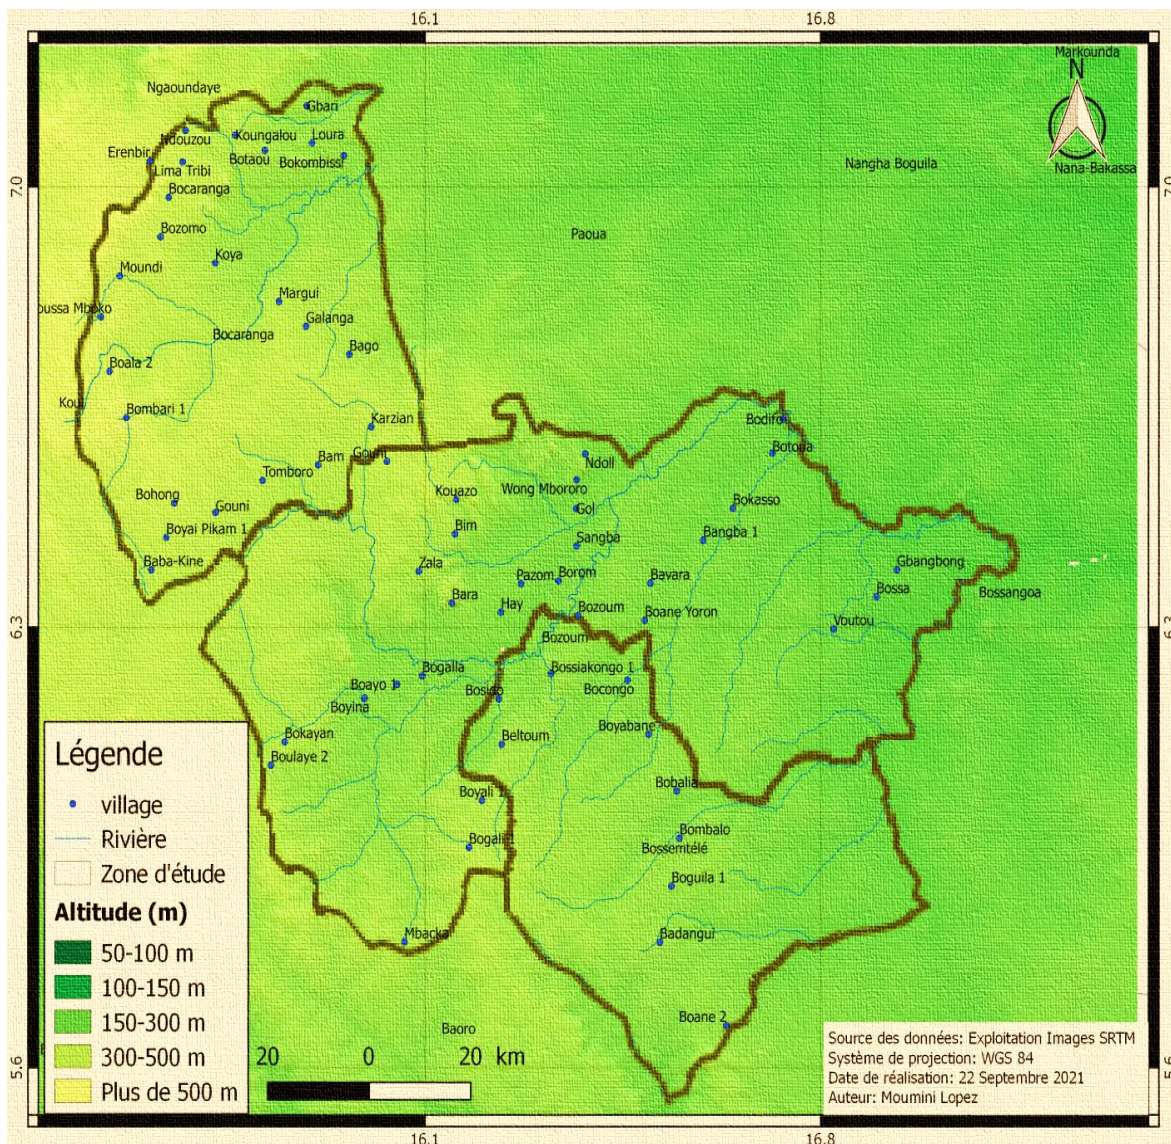 16.1
16.8
Markounda
N
Ngaoundaye
Gbari
Ndouzou
Koungalou
Loura
Erenbir
Botaou
Bokombissi
Lima Tribi
Nangha Boguila
Nana-Bakassa
7.0
7.0
Bocaranga
Bozomo
Paoua
Koya
Moundi
Margui
oussa Mboko
Galanga
Bocaranga
Bago
Boala 2
Koui
Bombari 1
Karzian
Bodifo
Botoua
Bam
Gouni
Ndoll
Tomboro
Kouazo
Wong Mbororo
Bohong
Gouni
Gol
Bokasso
Boyai Pikam 1
Bim
Sangba
Bangba 1
Baba-Kine
Zala
Pazom
Borom
Bavara
Gbangbong
Bara
Hay
Bozoum
Boane Yoron
Bossa
Bossangoa
6.3
6.3
Voutou
Bozoum
Bogalla
Bossiakongo 1
Boayo 1
Bosido
Bocongo
Boyina
Bokayan
Beltoum
Boyabane
Boulaye 2
Boyali 1
Bobalia
Bogali 1
Bombalo
Bossemtélé
Boguila 1
Mbacka
Badangui
Boane 2
Baoro
Légende
village
Rivière
Zone d'étude
Altitude (m)
50-100 m
100-150 m
150-300 m
300-500 m
Plus de 500 m
20 0 20 km
Source des données: Exploitation Images SRTM
Système de projection: WGS 84
Date de réalisation: 22 Septembre 2021
Auteur: Moumini Lopez
5.6
16.1
16.8